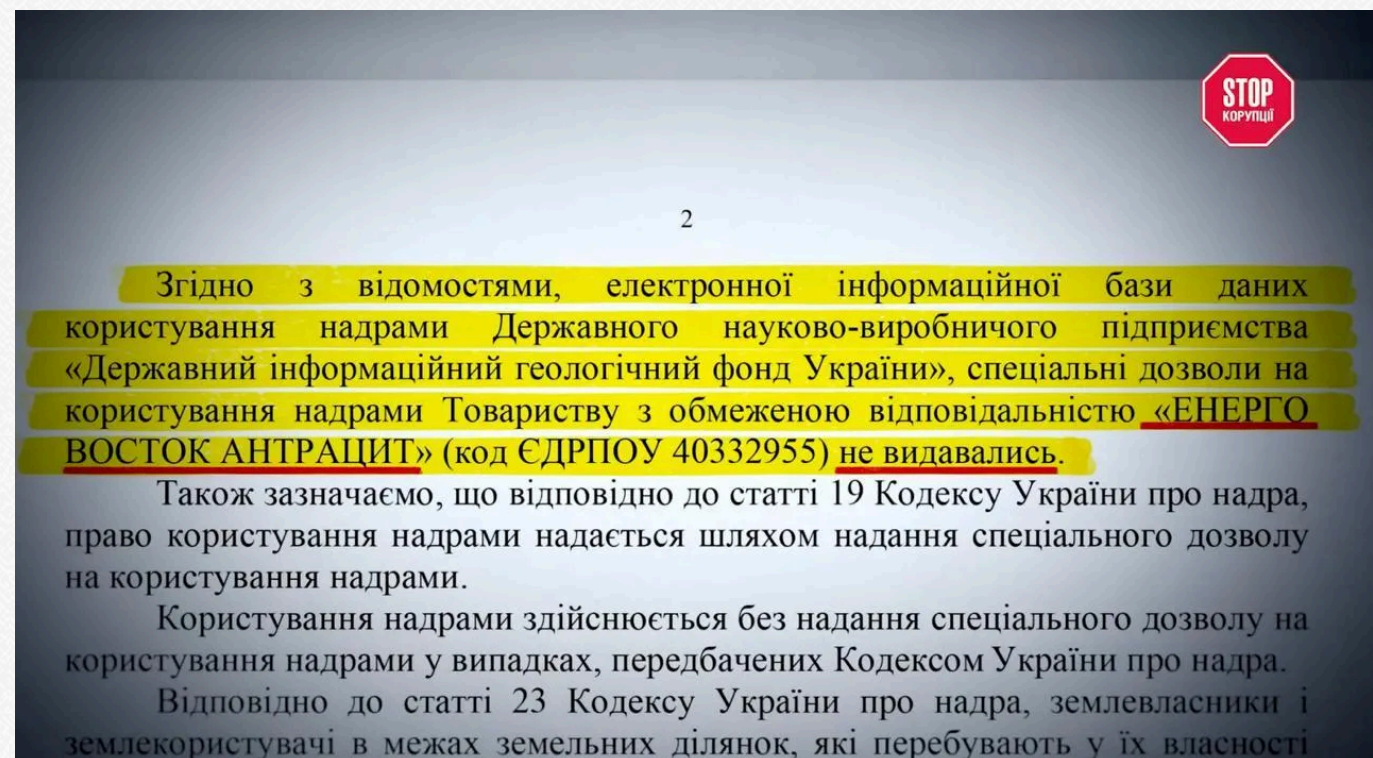 STOP
КОРУПЦІЇ
2
Згідно з відомостями, електронної інформаційної бази даних
користування надрами Державного науково-виробничого підприємства
«Державний інформаційний геологічний фонд України», спеціальні дозволи на
користування надрами Товариству з обмеженою відповідальністю «ЕНЕРГО
ВОСТОК АНТРАЦИТ» (код ЄДРПОУ 40332955) не видавались.
Також зазначаємо, що відповідно до статті 19 Кодексу України про надра,
право користування надрами надається шляхом надання спеціального дозволу
на користування надрами.
Користування надрами здійснюється без надання спеціального дозволу на
користування надрами у випадках, передбачених Кодексом України про надра.
Відповідно до статті 23 Кодексу України про надра, землевласники і
землекористувачі в межах земельних ділянок, які перебувають у їх власності